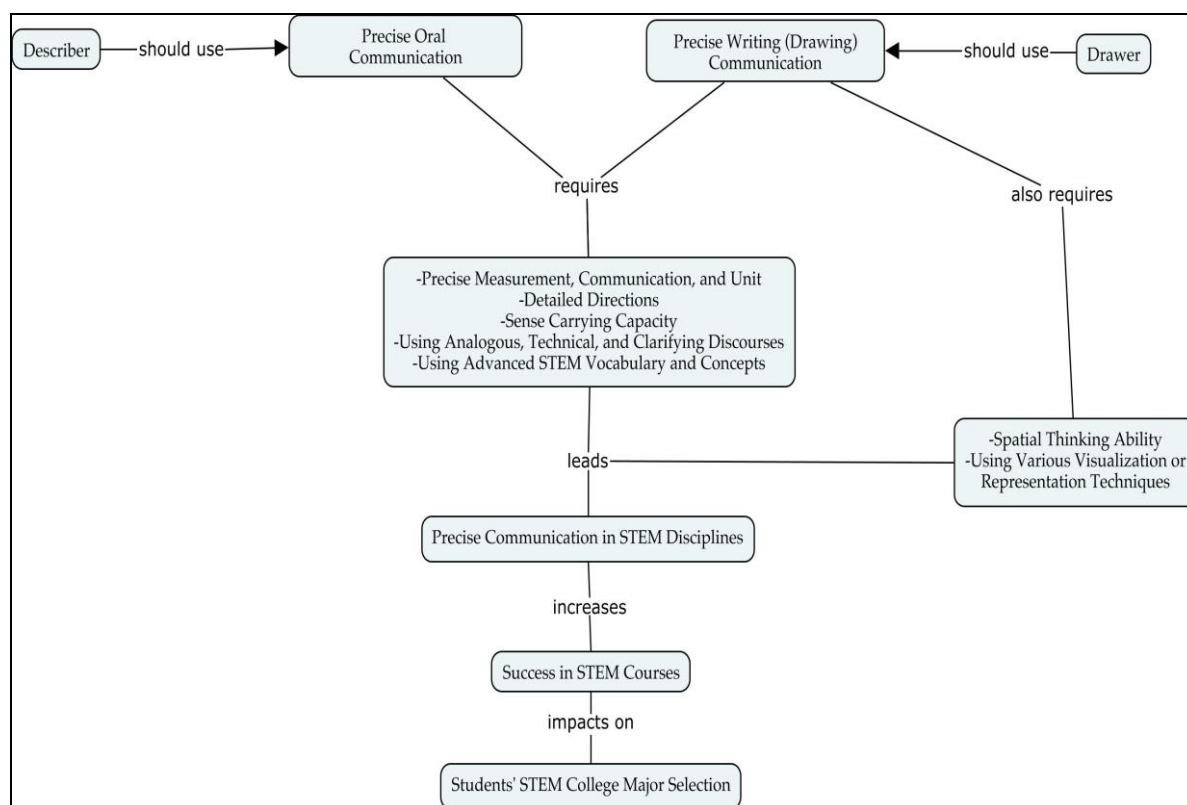 Describer
should use
Precise Oral
Communication
Precise Writing (Drawing)
Communication
should use
Drawer
requires
also requires
-Precise Measurement, Communication, and Unit
-Detailed Directions
-Sense Carrying Capacity
-Using Analogous, Technical, and Clarifying Discourses
-Using Advanced STEM Vocabulary and Concepts
-Spatial Thinking Ability
-Using Various Visualization or
Representation Techniques
leads
Precise Communication in STEM Disciplines
increases
Success in STEM Courses
impacts on
Students' STEM College Major Selection